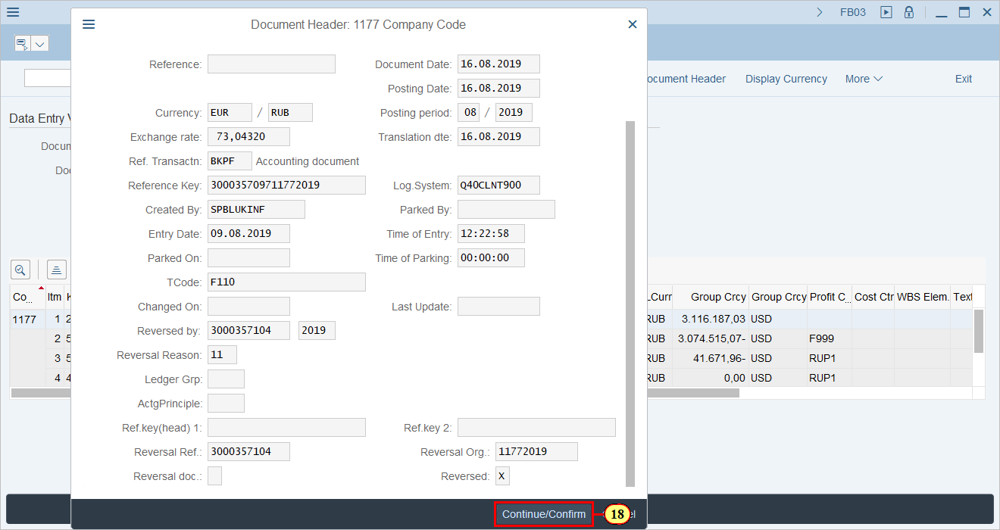 FB03
Document Header: 1177 Company Code
ocument Header Display Currency More Exit
Data Entry
Reference: Document Date: 16.08.2019
Posting Date: 16.08.2019
Currency: EUR / RUB Posting period: 08 / 2019
Exchange rate: 73,04320 Translation dte: 16.08.2019
Docum
Ref. Transactn: BKPF Accounting document
Doc
Reference Key: 300035709711772019 Log.System: Q40CLNT900
Created By: SPBLUKINF Parked By:
Entry Date: 09.08.2019 Time of Entry: 12:22:58
Parked On: Time of Parking: 00:00:00
TCode: F110
Changed On: Last Update:
Reversed by: 3000357104 2019
Reversal Reason: 11
Ledger Grp:
ActgPrinciple:
Ref.key(head) 1: Ref.key 2:
Reversal Ref.: 3000357104 Reversal Org.: 11772019
Reversal doc.: Reversed: X
Co... Itm K LCurr Group Crcy Group Crcy Profit C... Cost Ctr WBS Elem. Text
1177 1 2 RUB 3.116.187,03 USD
2 5 RUB 3.074.515,07- USD F999
3 5 RUB 41.671,96- USD RUP1
4 4 RUB 0,00 USD RUP1
Continue/Confirm 18